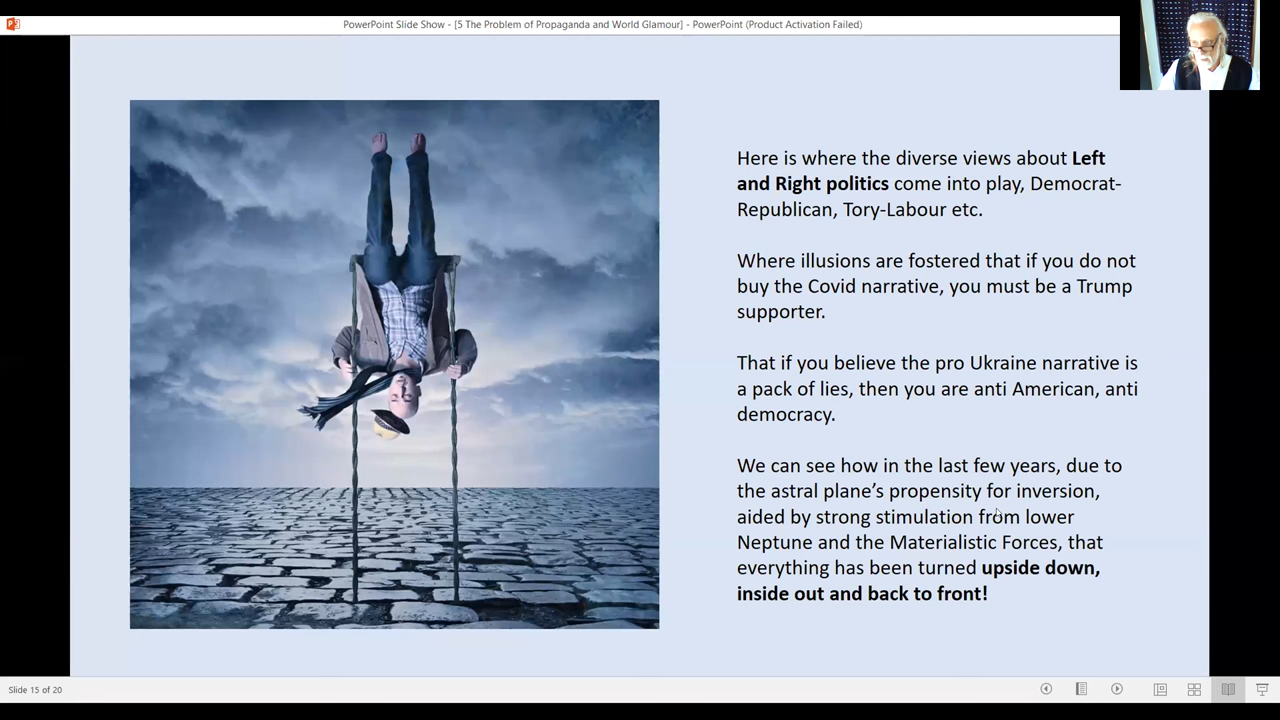 PowerPoint Slide Show - [5 The Problem of Propaganda and World Glamour] - PowerPoint (Product Activation Failed)
Here is where the diverse views about Left
and Right politics come into play, Democrat-
Republican, Tory-Labour etc.
Where illusions are fostered that if you do not
buy the Covid narrative, you must be a Trump
supporter.
That if you believe the pro Ukraine narrative is
a pack of lies, then you are anti American, anti
democracy.
We can see how in the last few years, due to
the astral plane’s propensity for inversion,
aided by strong stimulation from lower
Neptune and the Materialistic Forces, that
everything has been turned upside down,
inside out and back to front!
Slide 15 of 20